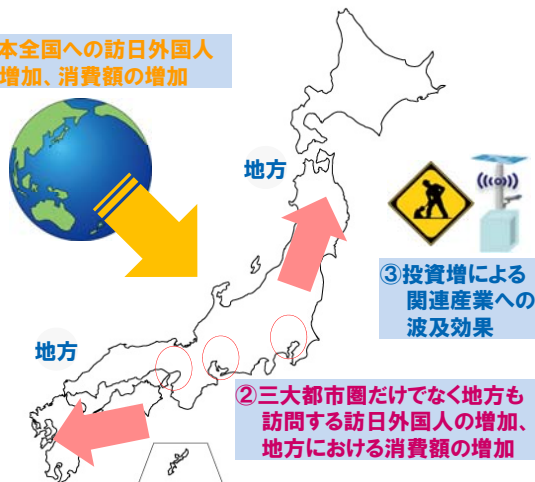 本全国への訪日外国人
増加、消費額の増加
地方
③投資増による
関連産業への
波及効果
地方
②三大都市圏だけでなく地方も
訪問する訪日外国人の増加、
地方における消費額の増加